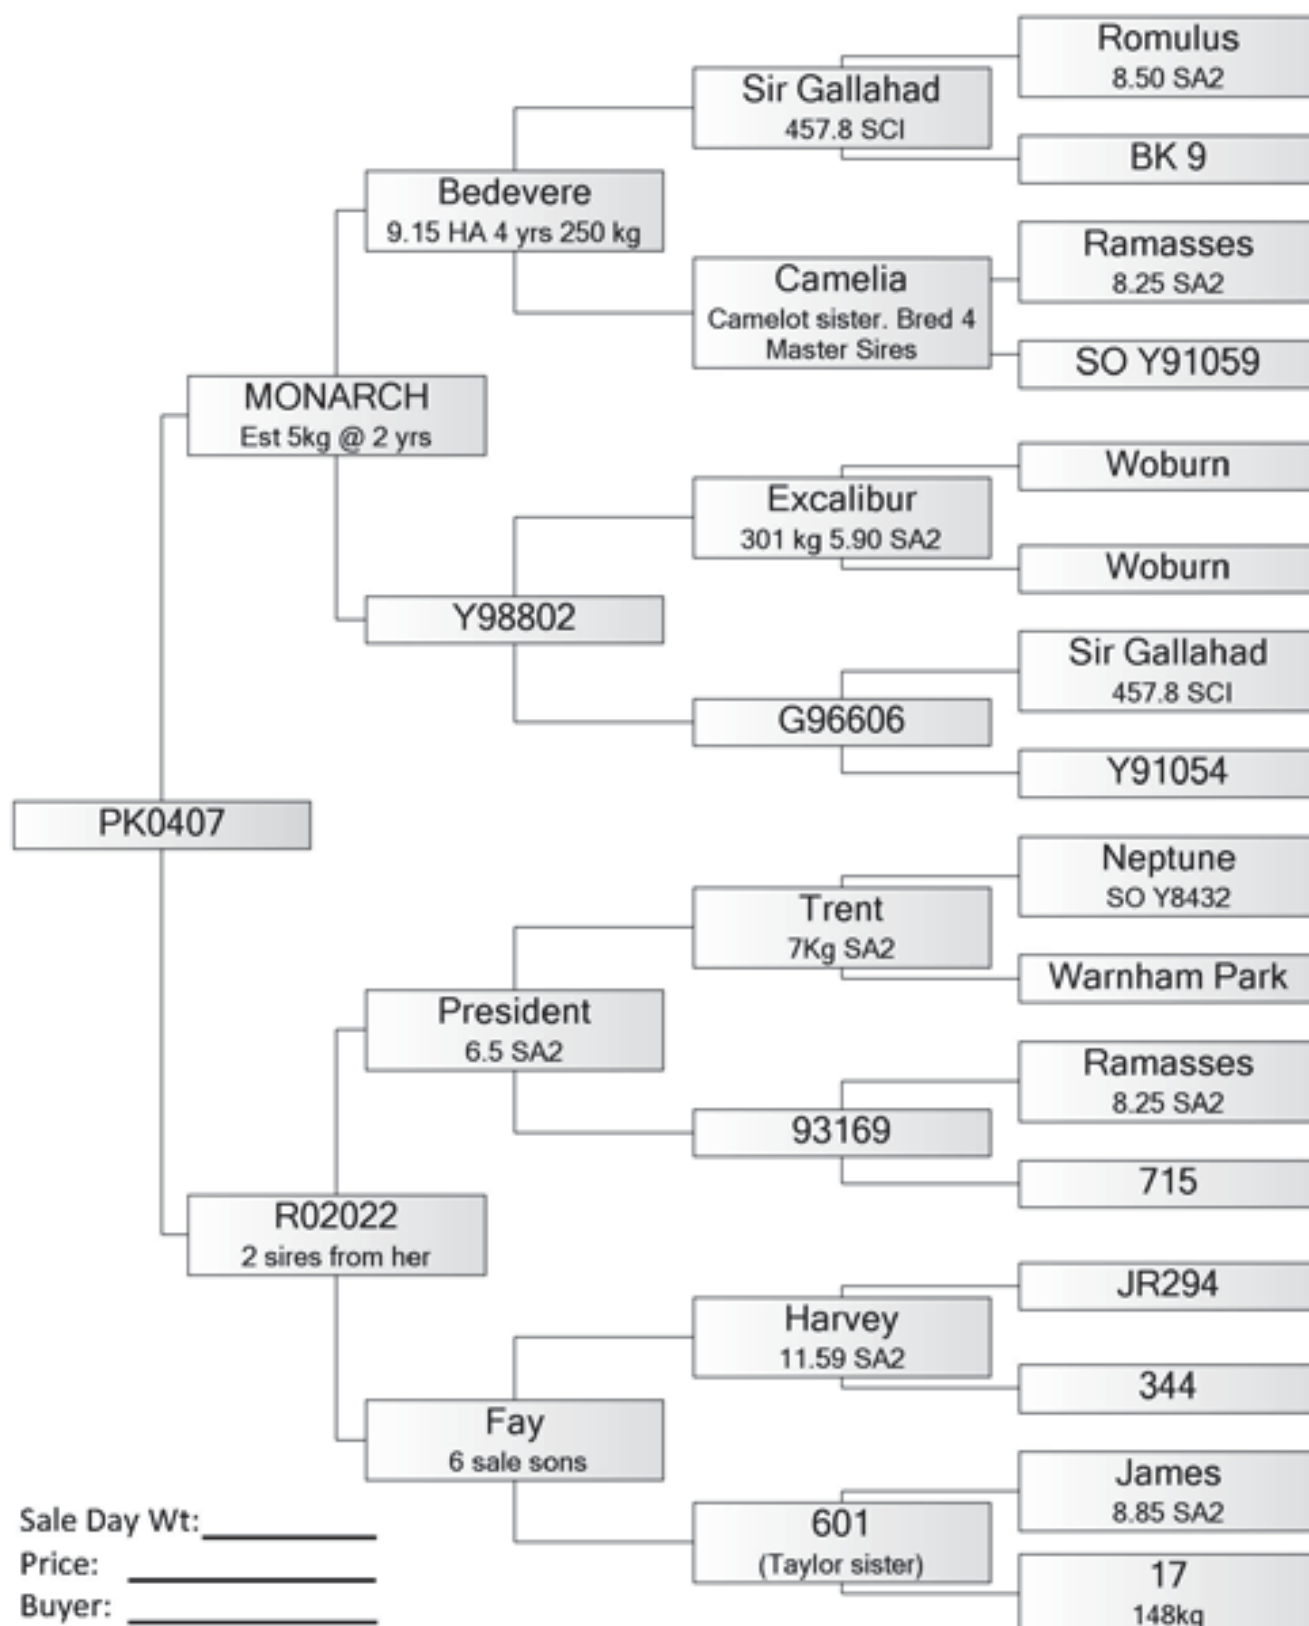 Romulus
8.50 SA2
Sir Gallahad
457.8 SCI
BK 9
Bedevere
9.15 HA 4 yrs 250 kg
Ramasses
8.25 SA2
Camelia
Camelot sister. Bred 4
Master Sires
SO Y91059
MONARCH
Est 5kg @ 2 yrs
Woburn
Excalibur
301 kg 5.90 SA2
Woburn
Y98802
Sir Gallahad
457.8 SCI
G96606
Y91054
PK0407
Neptune
SO Y8432
Trent
7Kg SA2
Warnham Park
President
6.5 SA2
Ramasses
8.25 SA2
93169
715
R02022
2 sires from her
JR294
Harvey
11.59 SA2
344
Fay
6 sale sons
James
8.85 SA2
601
(Taylor sister)
17
148kg
Sale Day Wt:
Price:
Buyer: